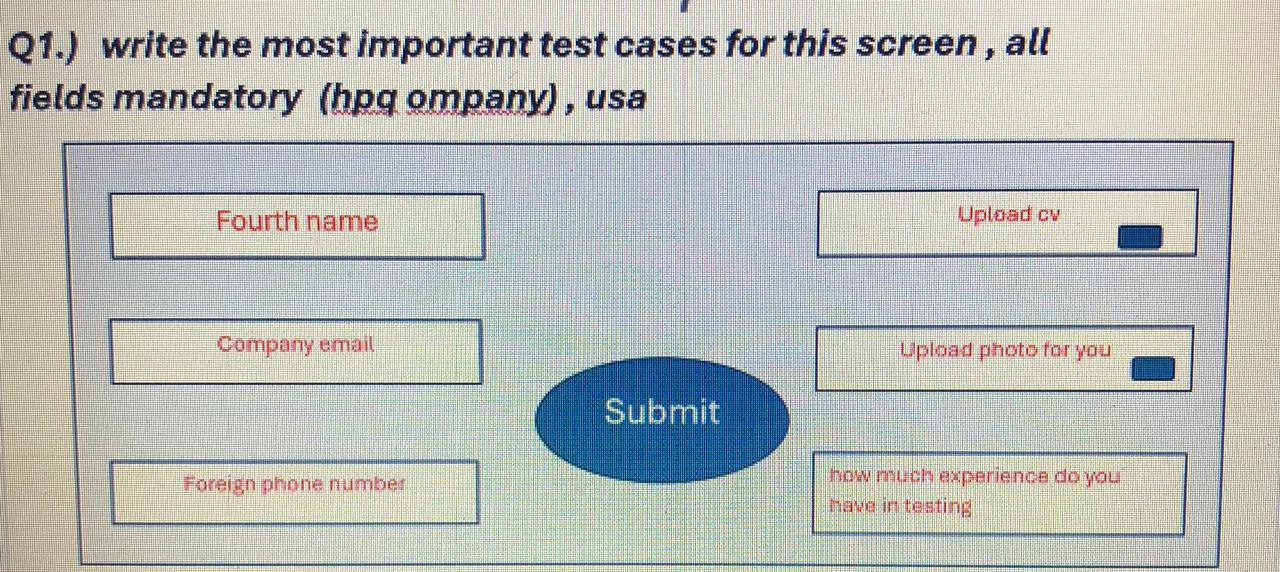 Q1.) write the most important test cases for this screen , all
fields mandatory (hpq ompany) , usa
Fourth name
Upload cv
Company email
Upload photo for you
Submit
Foreign phone number
how much experience do you
have in testing